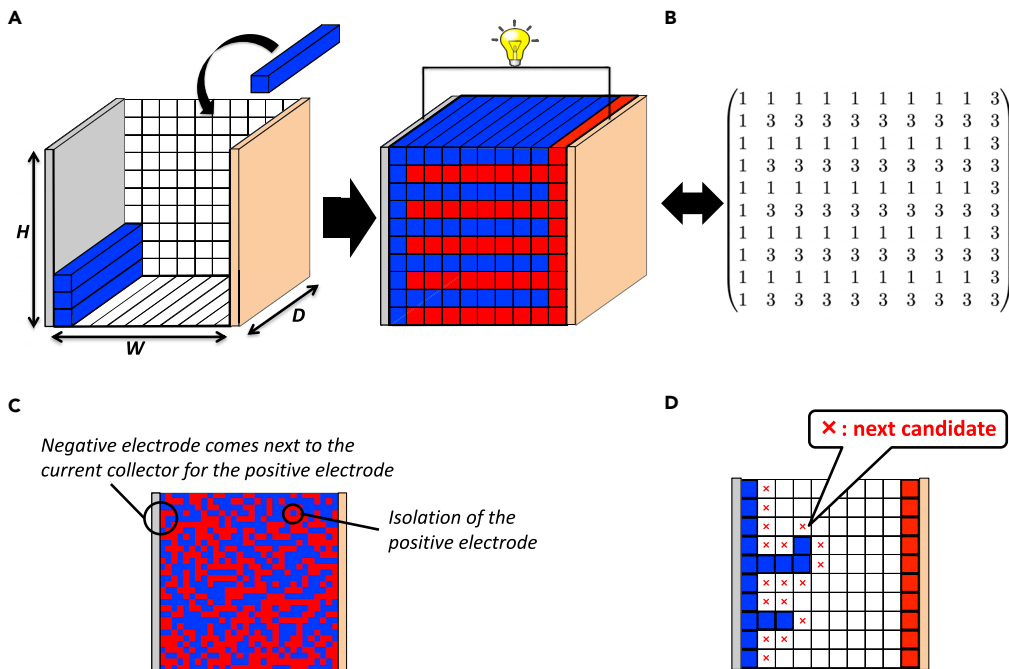 A
B
H
W
D
1 1 1 1 1 1 1 1 1 3
1 3 3 3 3 3 3 3 3 3
1 1 1 1 1 1 1 1 1 3
1 3 3 3 3 3 3 3 3 3
1 1 1 1 1 1 1 1 1 3
1 3 3 3 3 3 3 3 3 3
1 1 1 1 1 1 1 1 1 3
1 3 3 3 3 3 3 3 3 3
1 1 1 1 1 1 1 1 1 3
1 3 3 3 3 3 3 3 3 3
C
Negative electrode comes next to the
current collector for the positive electrode
Isolation of the
positive electrode
D
×: next candidate